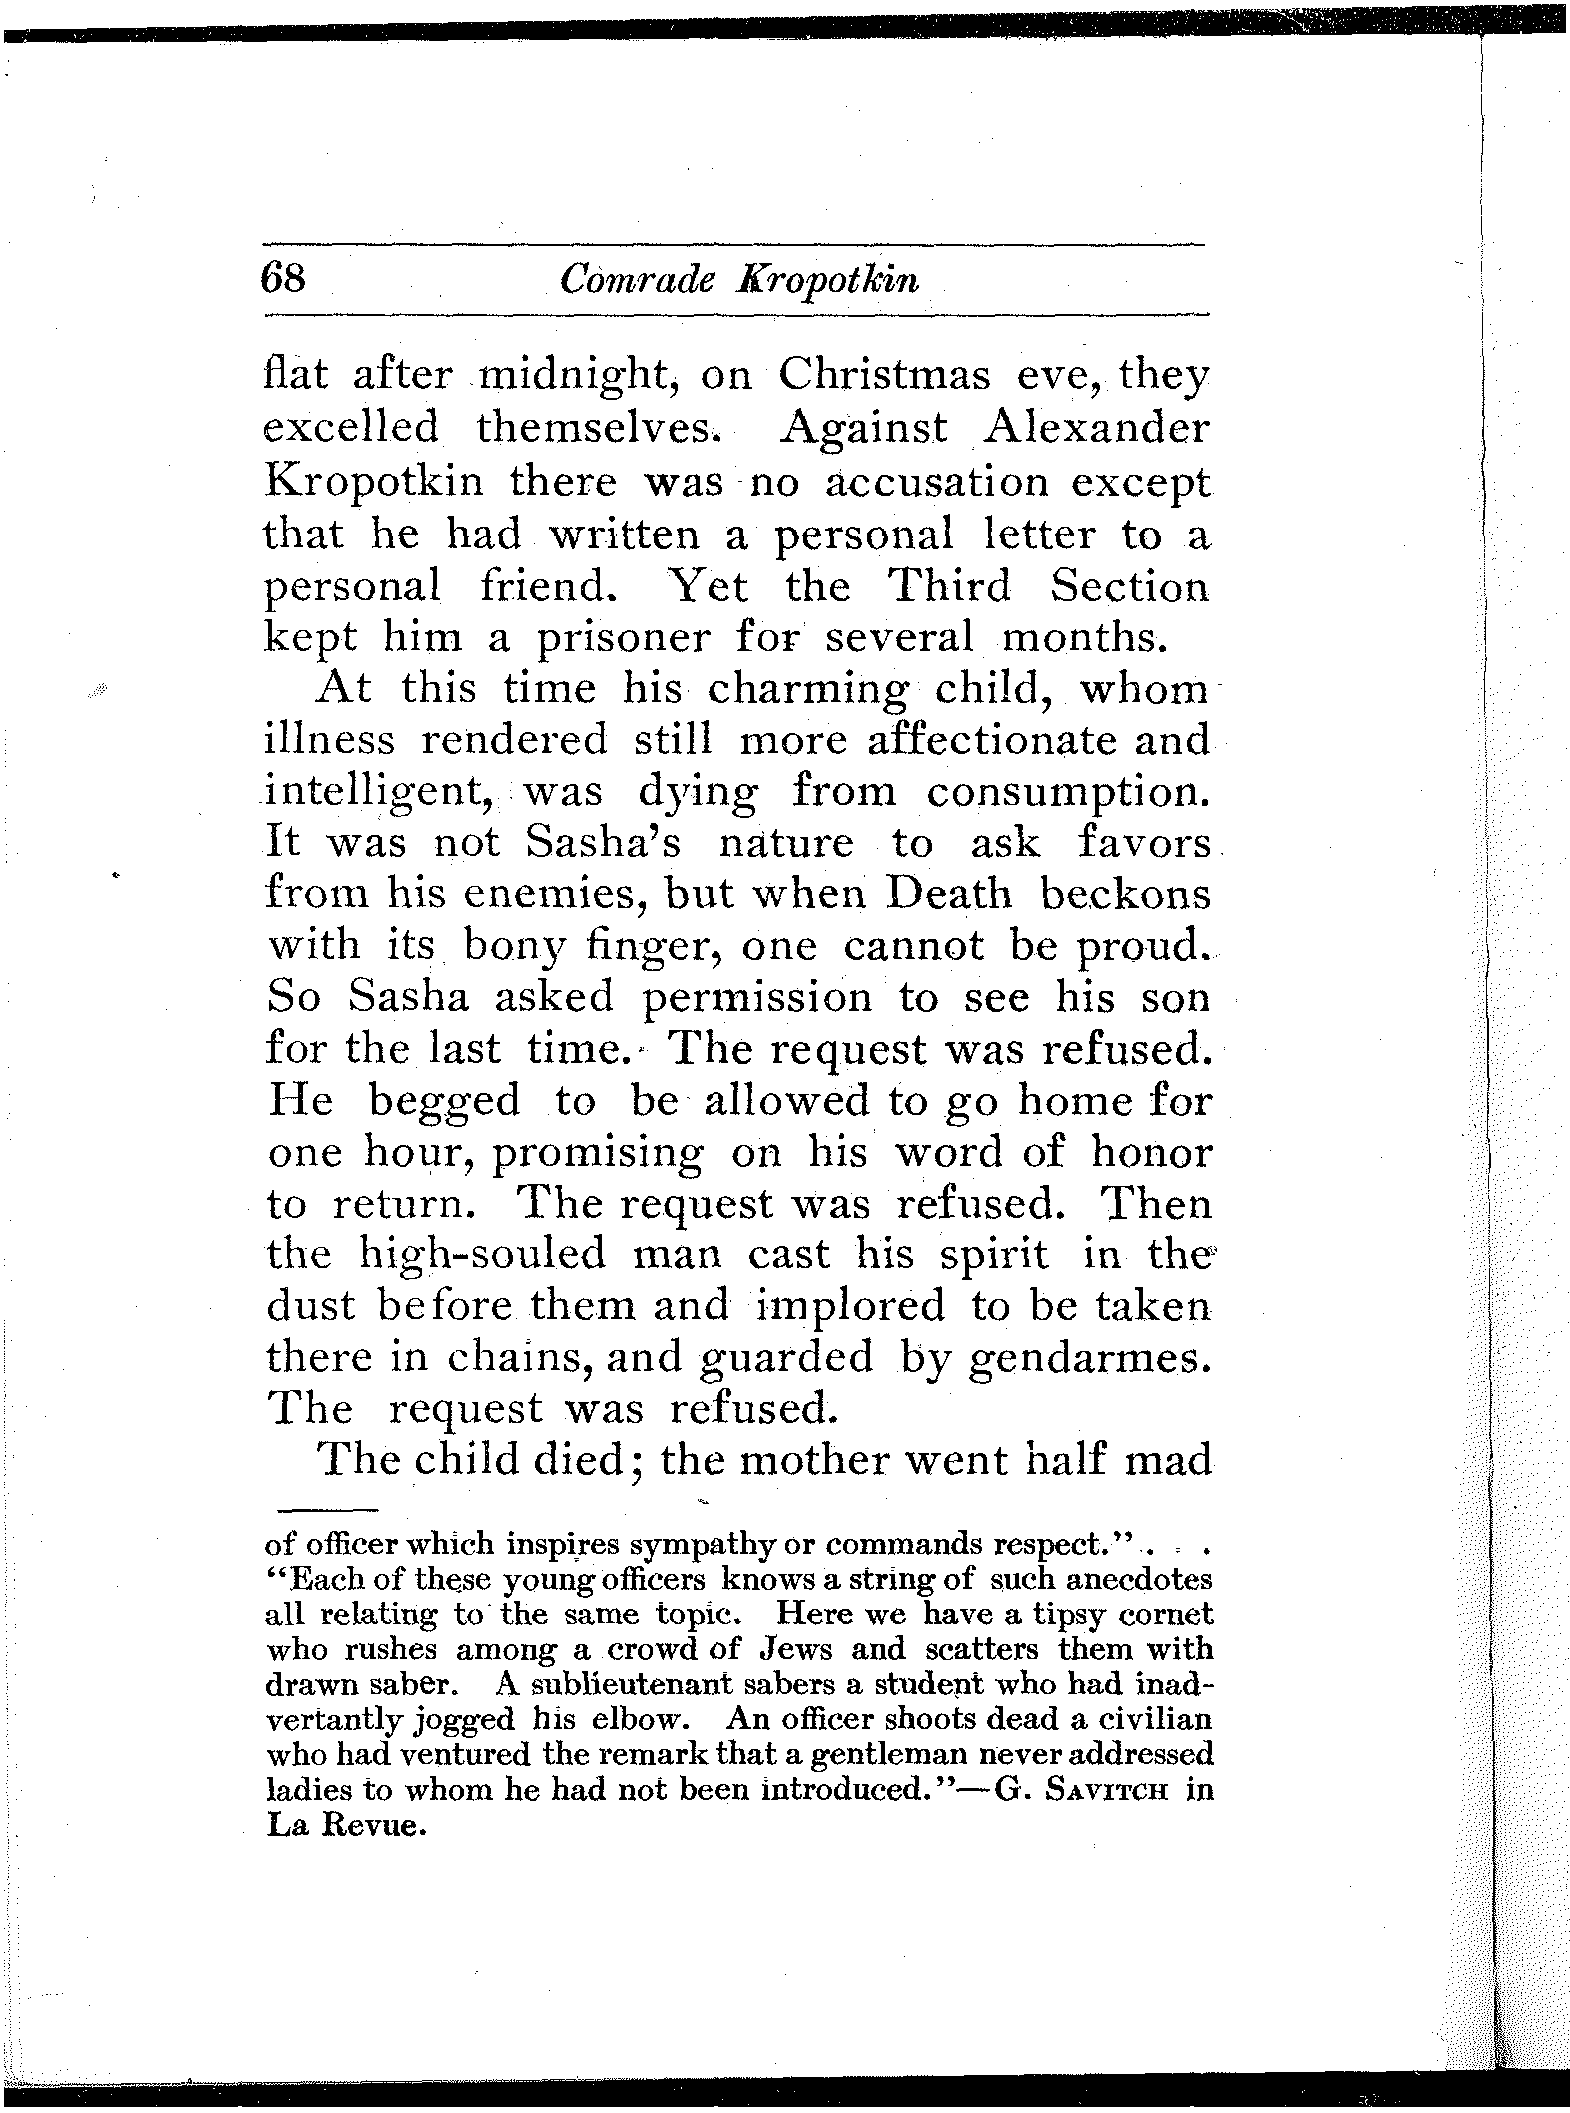 68 Comrade Kropotkin
flat after midnight, on Christmas eve, they
excelled themselves. Against Alexander
Kropotkin there was no accusation except
that he had written a personal letter to a
personal friend. Yet the Third Section
kept him a prisoner for several months.
At this time his charming child, whom
illness rendered still more affectionate and
intelligent, was dying from consumption.
It was not Sasha's nature to ask favors
from his enemies, but when Death beckons
with its bony finger, one cannot be proud.
So Sasha asked permission to see his son
for the last time. The request was refused.
He begged to be allowed to go home for
one hour, promising on his word of honor
to return. The request was refused. Then
the high-souled man cast his spirit in the
dust before them and implored to be taken
there in chains, and guarded by gendarmes.
The request was refused.
The child died; the mother went half mad
of officer which inspires sympathy or commands respect." . . .
"Each of these young officers knows a string of such anecdotes
all relating to the same topic. Here we have a tipsy cornet
who rushes among a crowd of Jews and scatters them with
drawn saber. A sublieutenant sabers a student who had inad-
vertantly jogged his elbow. An officer shoots dead a civilian
who had ventured the remark that a gentleman never addressed
ladies to whom he had not been introduced."—G. SAVITCH in
La Revue.